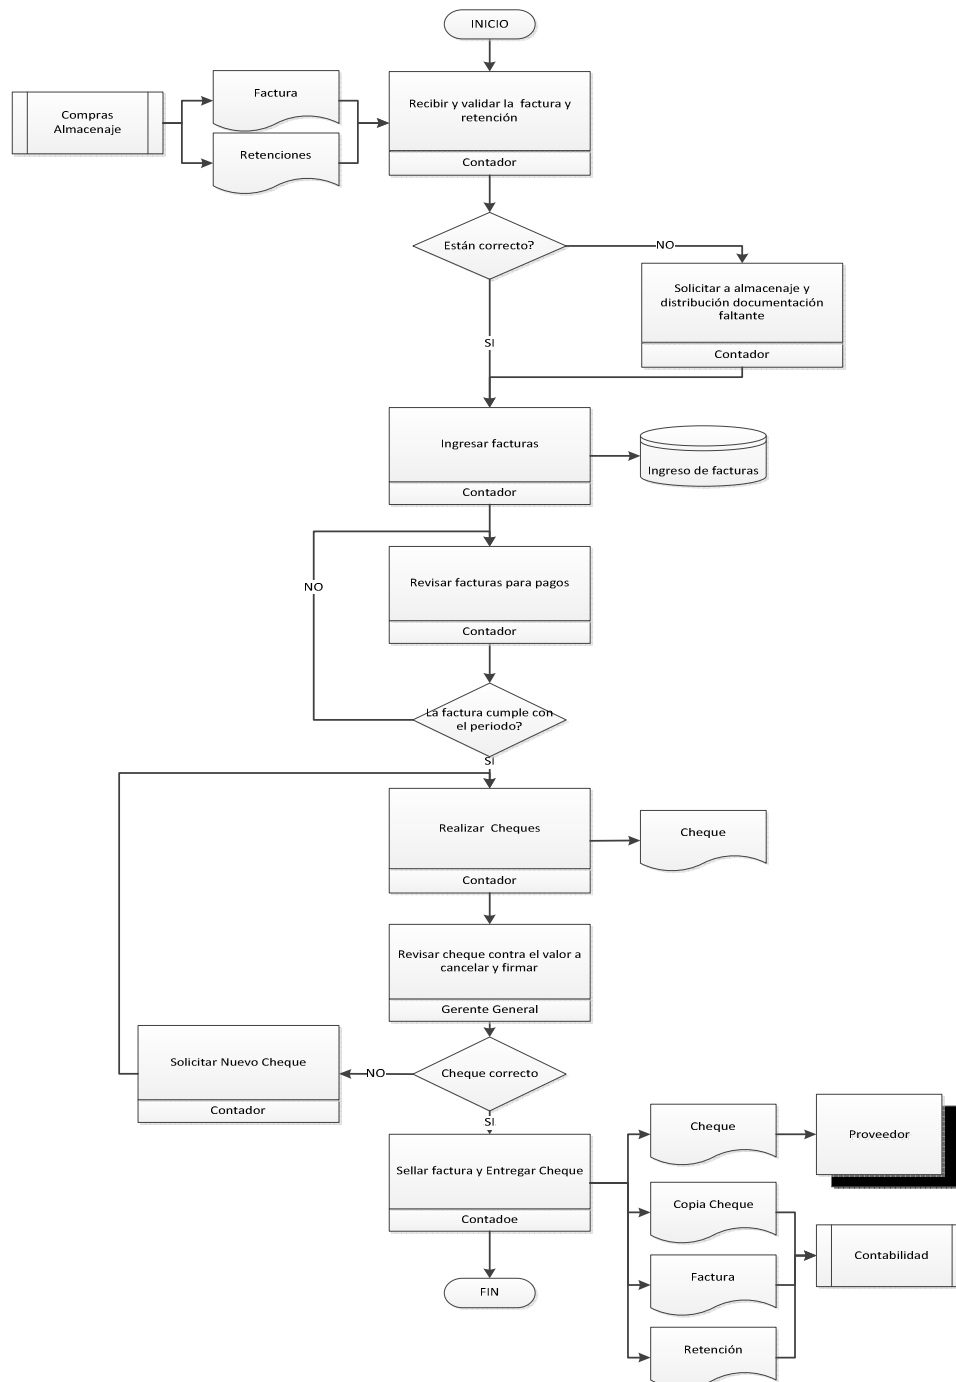 INICIO
Compras
Almacenaje
Factura
Retenciones
Recibir y validar la factura y
retención
Contador
Están correcto?
NO
Solicitar a almacenaje y
distribución documentación
faltante
Contador
SI
Ingresar facturas
Contador
Ingreso de facturas
Revisar facturas para pagos
Contador
NO
La factura cumple con
el periodo?
SI
Realizar Cheques
Contador
Cheque
Revisar cheque contra el valor a
cancelar y firmar
Gerente General
Cheque correcto
NO
Solicitar Nuevo Cheque
Contador
SI
Sellar factura y Entregar Cheque
Contadoe
Cheque
Proveedor
Copia Cheque
Contabilidad
Factura
Retención
FIN